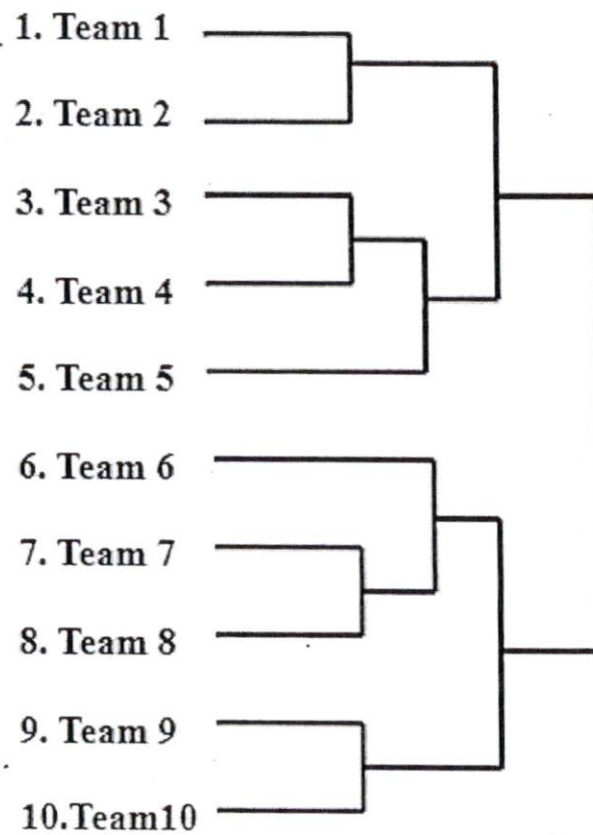 1. Team 1
2. Team 2
3. Team 3
4. Team 4
5. Team 5
6. Team 6
7. Team 7
8. Team 8
9. Team 9
10.Team10